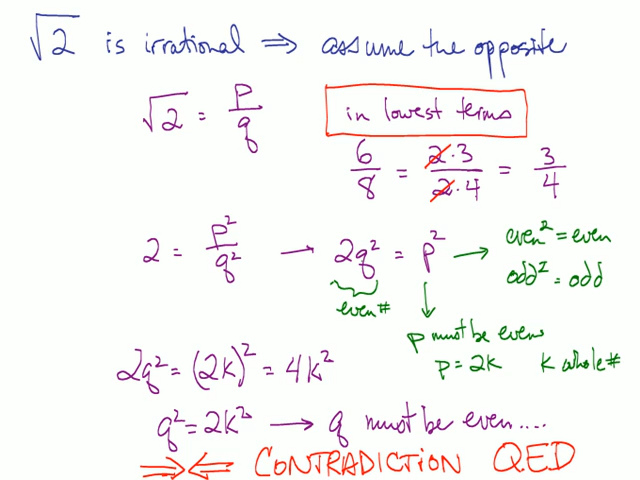 √2 is irrational ⟹ assume the opposite
√2 = p/q in lowest terms
6/8 = 2·3/2·4 = 3/4
2 = p²/q² → 2q² = p² → even² = even
odd² = odd
even #
p must be even
p = 2k k whole #
2q² = (2k)² = 4k²
q² = 2k² → q must be even....
⇒⇐ CONTRADICTION QED